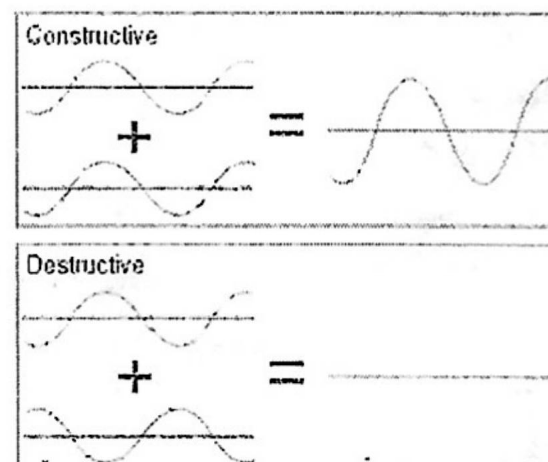 Constructive
+
=
Destructive
+
=